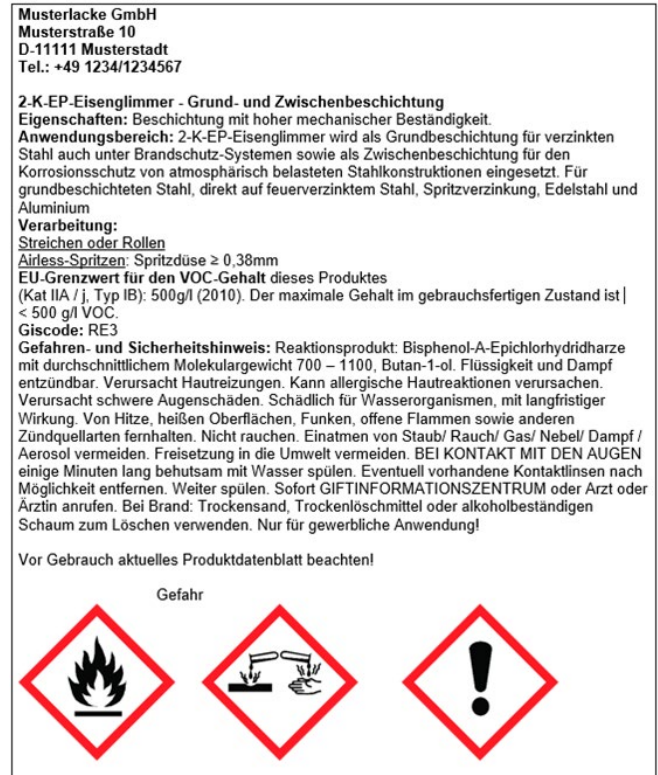 Musterlacke GmbH
Musterstraße 10
D-11111 Musterstadt
Tel.: +49 1234/1234567
2-K-EP-Eisenglimmer - Grund- und Zwischenbeschichtung
Eigenschaften: Beschichtung mit hoher mechanischer Beständigkeit.
Anwendungsbereich: 2-K-EP-Eisenglimmer wird als Grundbeschichtung für verzinkten
Stahl auch unter Brandschutz-Systemen sowie als Zwischenbeschichtung für den
Korrosionsschutz von atmosphärisch belasteten Stahlkonstruktionen eingesetzt. Für
grundbeschichteten Stahl, direkt auf feuerverzinktem Stahl, Spritzverzinkung, Edelstahl und
Aluminium
Verarbeitung:
Streichen oder Rollen
Airless-Spritzen: Spritzdüse ≥ 0,38mm
EU-Grenzwert für den VOC-Gehalt dieses Produktes
(Kat IIA / j, Typ IB): 500g/l (2010). Der maximale Gehalt im gebrauchsfertigen Zustand ist
< 500 g/l VOC.
Giscode: RE3
Gefahren- und Sicherheitshinweis: Reaktionsprodukt: Bisphenol-A-Epichlorhydridharze
mit durchschnittlichem Molekulargewicht 700 – 1100, Butan-1-ol. Flüssigkeit und Dampf
entzündbar. Verursacht Hautreizungen. Kann allergische Hautreaktionen verursachen.
Verursacht schwere Augenschäden. Schädlich für Wasserorganismen, mit langfristiger
Wirkung. Von Hitze, heißen Oberflächen, Funken, offene Flammen sowie anderen
Zündquellarten fernhalten. Nicht rauchen. Einatmen von Staub/ Rauch/ Gas/ Nebel/ Dampf /
Aerosol vermeiden. Freisetzung in die Umwelt vermeiden. BEI KONTAKT MIT DEN AUGEN
einige Minuten lang behutsam mit Wasser spülen. Eventuell vorhandene Kontaktlinsen nach
Möglichkeit entfernen. Weiter spülen. Sofort GIFTINFORMATIONSZENTRUM oder Arzt oder
Ärztin anrufen. Bei Brand: Trockensand, Trockenlöschmittel oder alkoholbeständigen
Schaum zum Löschen verwenden. Nur für gewerbliche Anwendung!
Vor Gebrauch aktuelles Produktdatenblatt beachten!
Gefahr